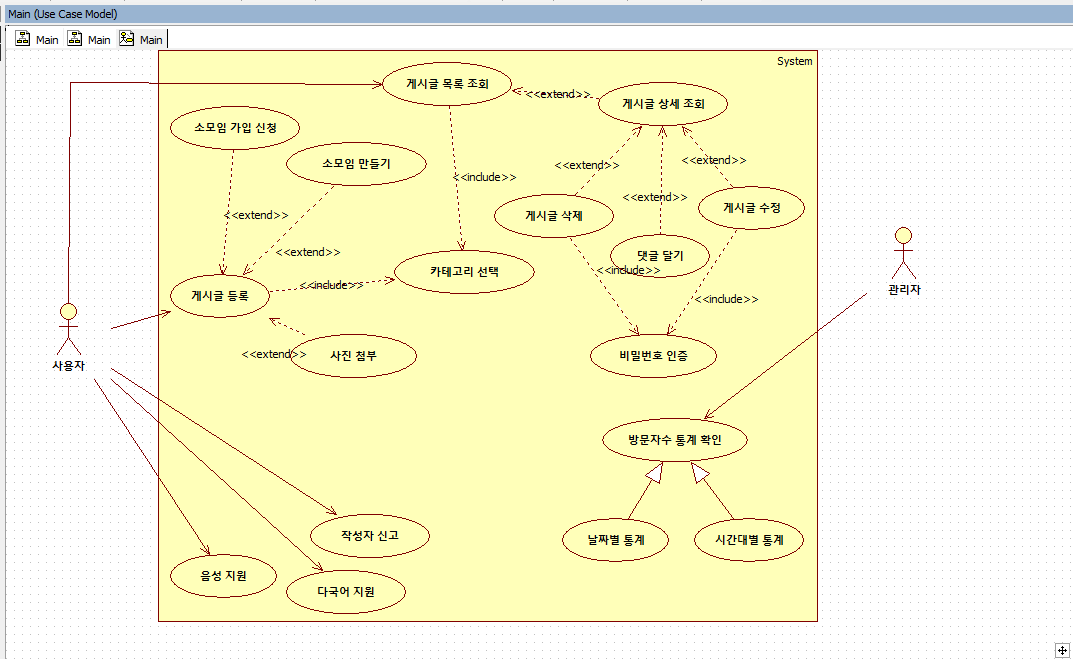 Main (Use Case Model)
Main Main Main
System
게시글 목록 조회
<<extend>>
게시글 상세 조회
소모임 가입 신청
소모임 만들기
<<extend>>
<<extend>>
<<include>>
<<extend>>
게시글 삭제
게시글 수정
<<extend>>
<<extend>>
댓글 달기
카테고리 선택
<<include>>
<<include>>
<<include>>
게시글 등록
관리자
<<extend>>
사진 첨부
비밀번호 인증
사용자
방문자수 통계 확인
작성자 신고
날짜별 통계
시간대별 통계
음성 지원
다국어 지원